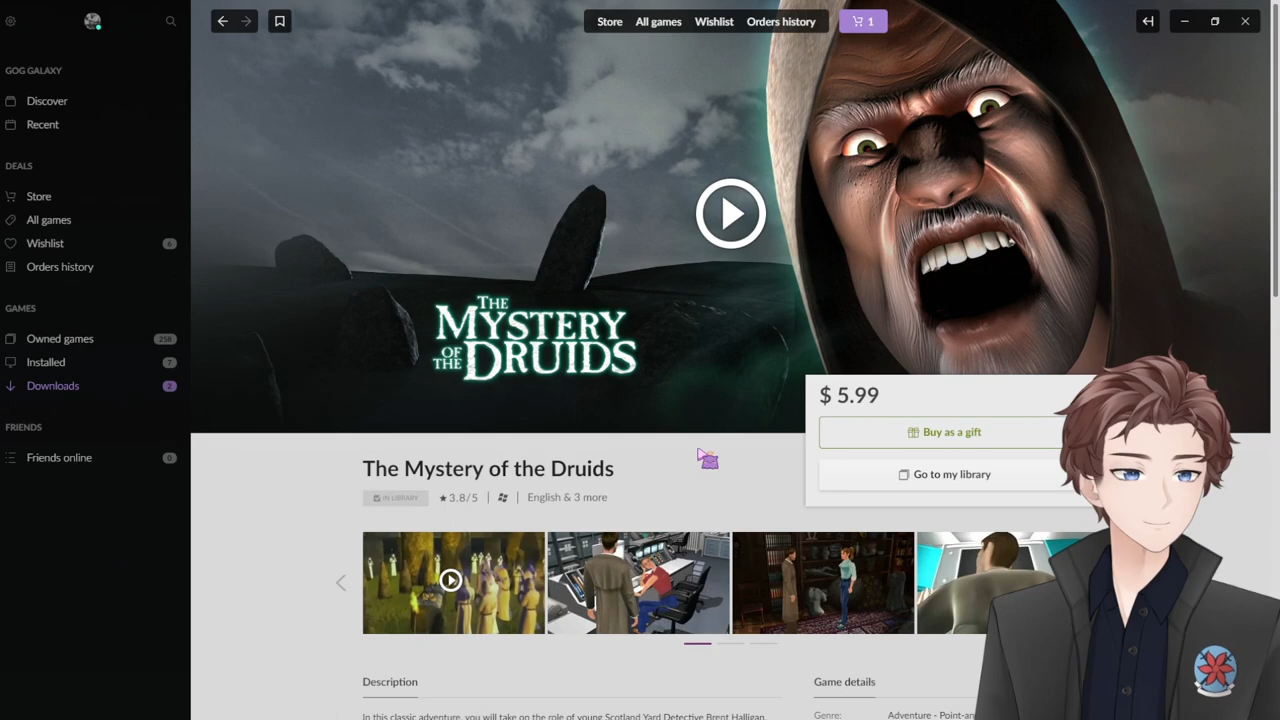 Store All games Wishlist Orders history 1
GOG GALAXY
Discover
Recent
DEALS
Store
All games
Wishlist 6
Orders history
GAMES
Owned games 258
Installed 7
Downloads 2
FRIENDS
Friends online 0
THE
MYSTERY
OF THE DRUIDS
$ 5.99
Buy as a gift
Go to my library
The Mystery of the Druids
IN LIBRARY 3.8/5 | | English & 3 more
Description
Game details
In this classic adventure, you will take on the role of young Scotland Yard Detective Brent Halligan.
Genre: Adventure - Point-an